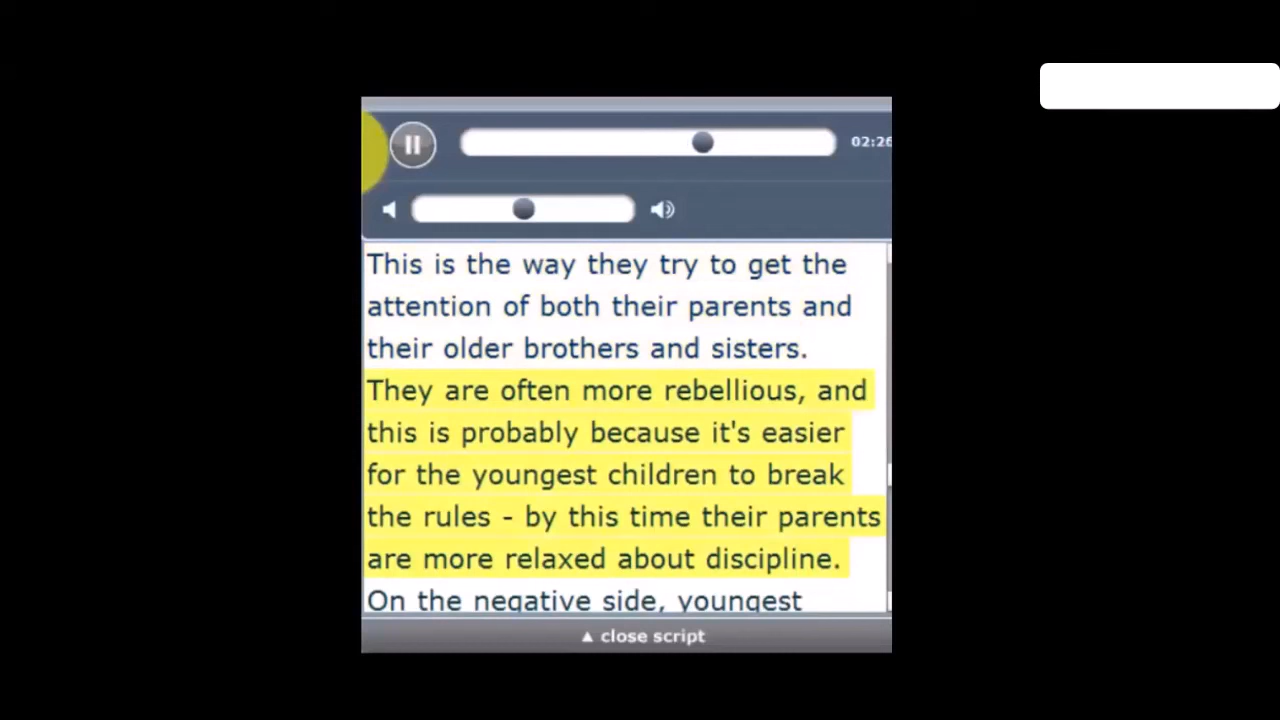 02:26
This is the way they try to get the
attention of both their parents and
their older brothers and sisters.
They are often more rebellious, and
this is probably because it's easier
for the youngest children to break
the rules - by this time their parents
are more relaxed about discipline.
On the negative side, youngest
▲ close script